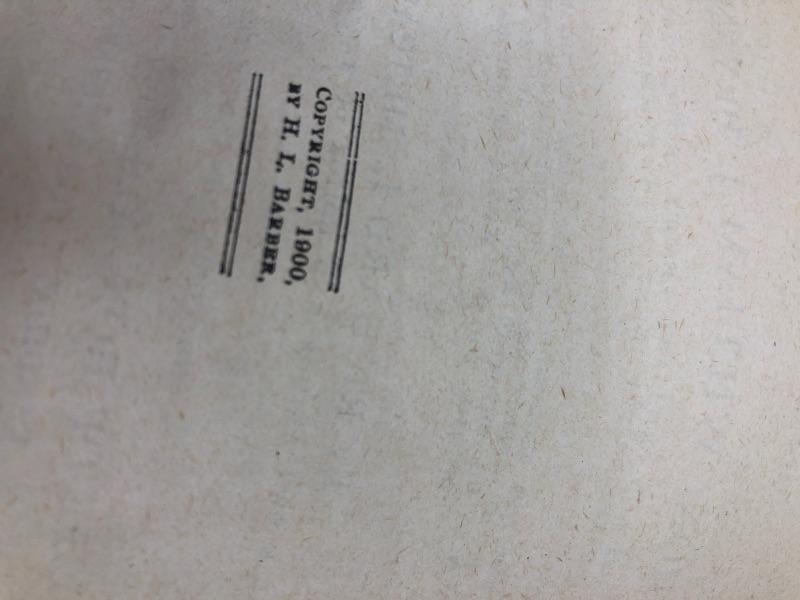 COPYRIGHT, 1900,
BY H. L. BARBER,